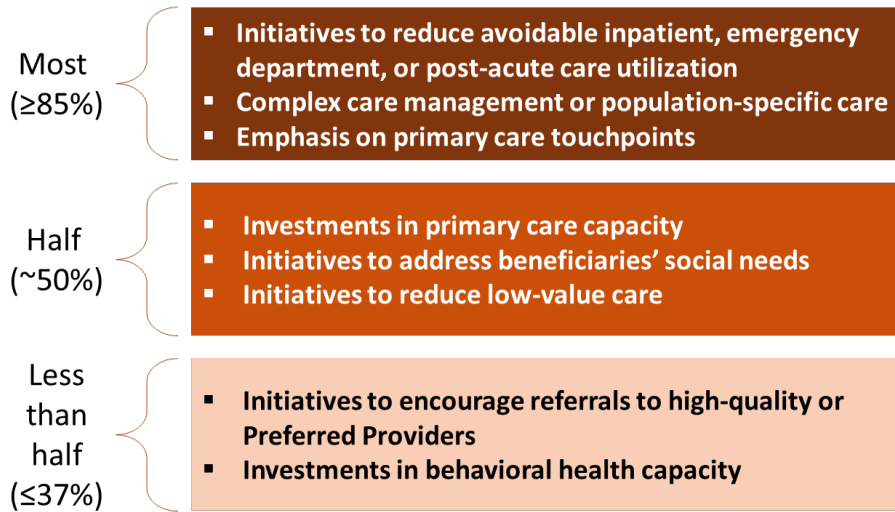 Most
(≥85%)
▪ Initiatives to reduce avoidable inpatient, emergency
department, or post-acute care utilization
▪ Complex care management or population-specific care
▪ Emphasis on primary care touchpoints
Half
(~50%)
▪ Investments in primary care capacity
▪ Initiatives to address beneficiaries’ social needs
▪ Initiatives to reduce low-value care
Less
than
half
(≤37%)
▪ Initiatives to encourage referrals to high-quality or
Preferred Providers
▪ Investments in behavioral health capacity